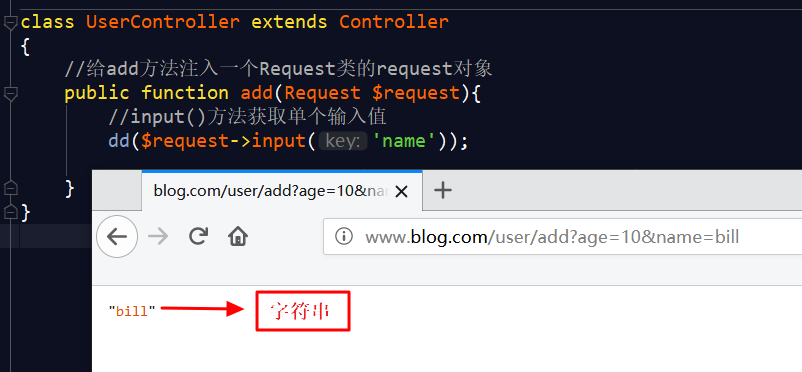 class UserController extends Controller
{
//给add方法注入一个Request类的request对象
public function add(Request $request){
//input()方法获取单个输入值
dd($request->input( key: 'name'));
}
}
blog.com/user/add?age=10&na
www.blog.com/user/add?age=10&name=bill
"bill"
字符串